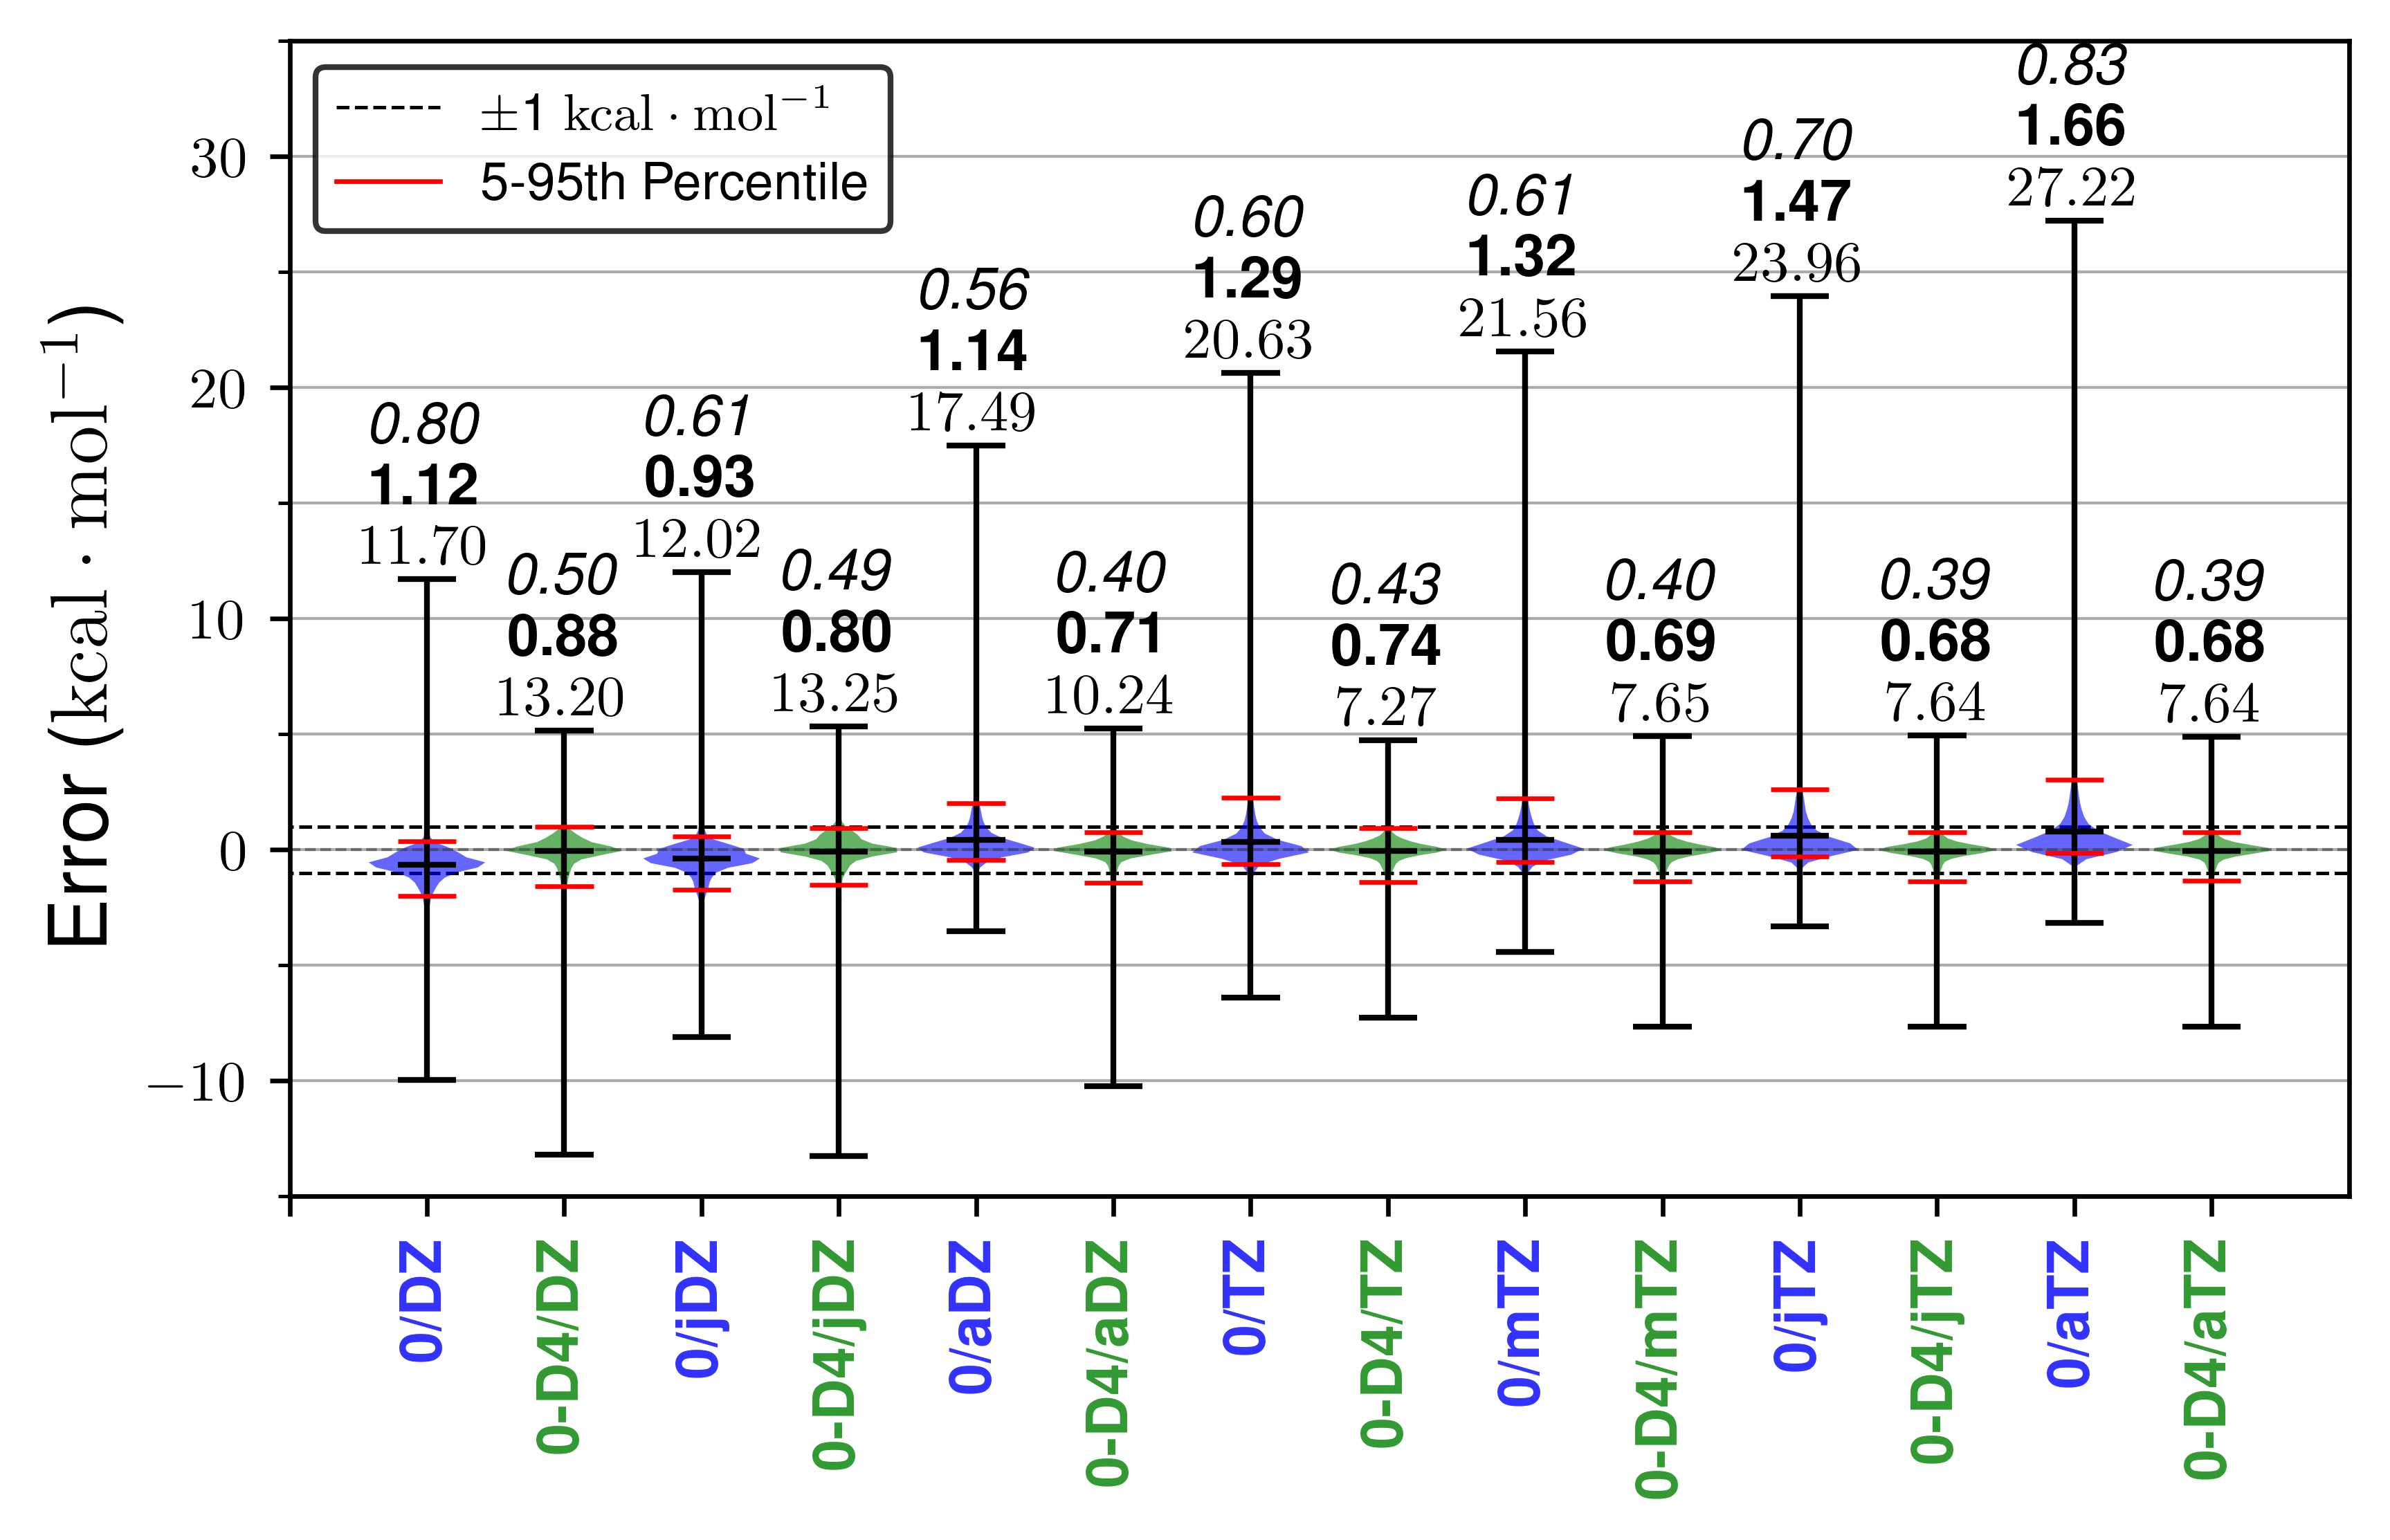 ±1 kcal · mol⁻¹
5-95th Percentile
Error (kcal · mol⁻¹)
30
20
10
0
−10
0.80
1.12
11.70
0.50
0.88
13.20
0.61
0.93
12.02
0.49
0.80
13.25
0.56
1.14
17.49
0.40
0.71
10.24
0.60
1.29
20.63
0.43
0.74
7.27
0.61
1.32
21.56
0.40
0.69
7.65
0.70
1.47
23.96
0.39
0.68
7.64
0.83
1.66
27.22
0.39
0.68
7.64
0/DZ
0-D4/DZ
0/jDZ
0-D4/jDZ
0/aDZ
0-D4/aDZ
0/TZ
0-D4/TZ
0/mTZ
0-D4/mTZ
0/jTZ
0-D4/jTZ
0/aTZ
0-D4/aTZ